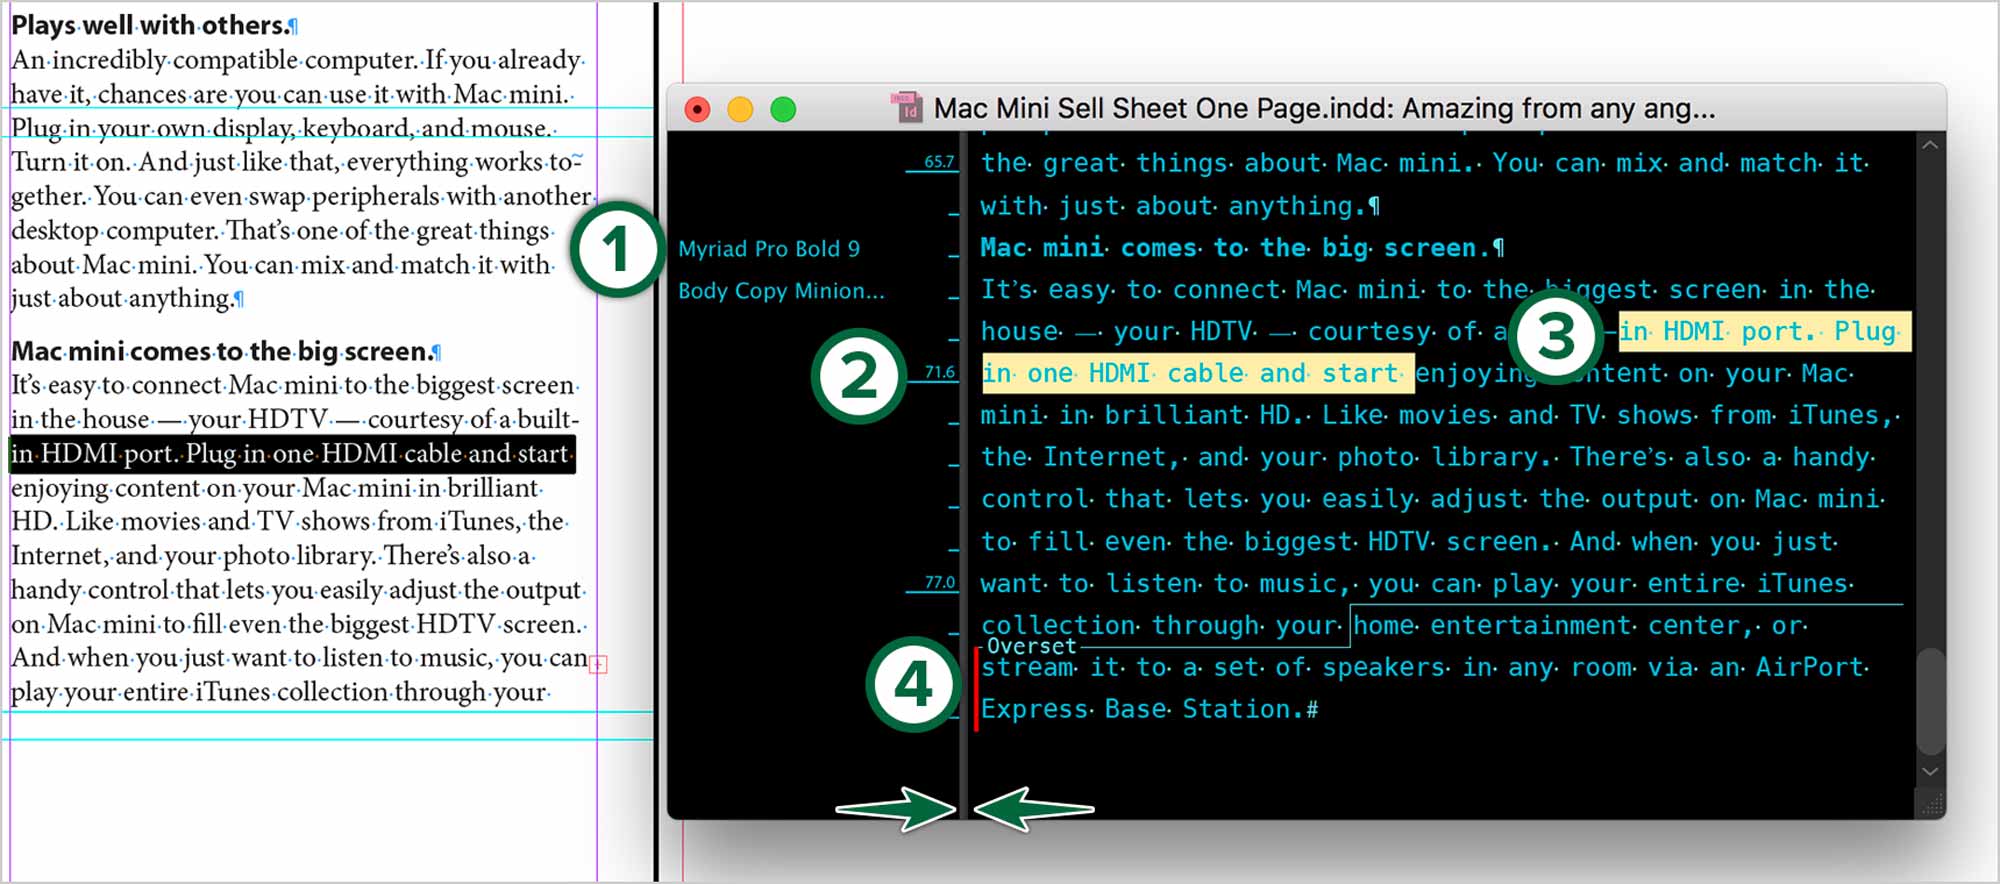 Plays well with others.¶
An incredibly compatible computer. If you already
have it, chances are you can use it with Mac mini.
Plug in your own display, keyboard, and mouse.
Turn it on. And just like that, everything works to-
gether. You can even swap peripherals with another
desktop computer. That’s one of the great things
about Mac mini. You can mix and match it with
just about anything.¶
Mac mini comes to the big screen.¶
It’s easy to connect Mac mini to the biggest screen
in the house — your HDTV — courtesy of a built-
in HDMI port. Plug in one HDMI cable and start
enjoying content on your Mac mini in brilliant
HD. Like movies and TV shows from iTunes, the
Internet, and your photo library. There’s also a
handy control that lets you easily adjust the output
on Mac mini to fill even the biggest HDTV screen.
And when you just want to listen to music, you can
play your entire iTunes collection through your
Mac Mini Sell Sheet One Page.indd: Amazing from any ang...
65.7
the great things about Mac mini. You can mix and match it
with just about anything.¶
1
Myriad Pro Bold 9
Mac mini comes to the big screen.¶
Body Copy Minion...
It’s easy to connect Mac mini to the biggest screen in the
house — your HDTV — courtesy of a
3
in HDMI port. Plug
2
71.6
in one HDMI cable and start enjoying content on your Mac
mini in brilliant HD. Like movies and TV shows from iTunes,
the Internet, and your photo library. There’s also a handy
control that lets you easily adjust the output on Mac mini
to fill even the biggest HDTV screen. And when you just
77.0
want to listen to music, you can play your entire iTunes
collection through your home entertainment center, or
Overset
4
stream it to a set of speakers in any room via an AirPort
Express Base Station.#